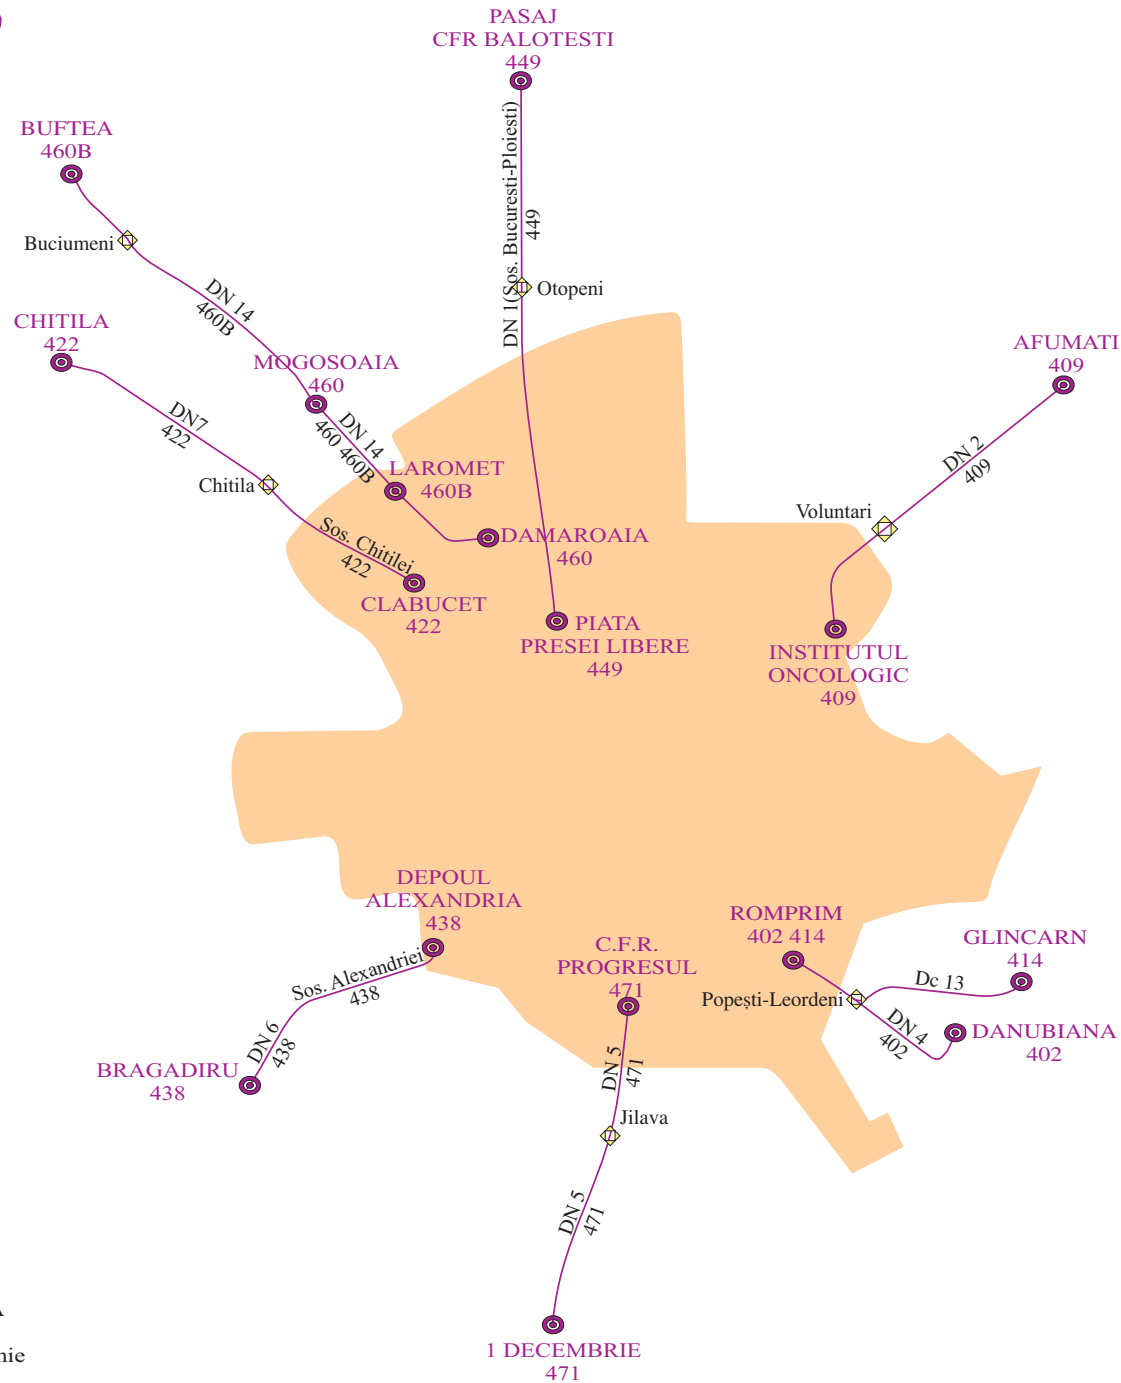 )
PASAJ
CFR BALOTESTI
449
BUFTEA
460B
DN 1(Sos. Bucuresti-Ploiesti)
449
Buciumeni
Otopeni
DN 14
460B
CHITILA
422
MOGOSOAIA
460
AFUMATI
409
DN7
422
DN 14
460 460B
DN 2
409
LAROMET
460B
Chitila
Voluntari
Sos. Chitilei
422
DAMAROAIA
460
CLABUCET
422
PIATA
PRESEI LIBERE
449
INSTITUTUL
ONCOLOGIC
409
DEPOUL
ALEXANDRIA
438
ROMPRIM
402 414
C.F.R.
PROGRESUL
471
GLINCARN
414
Sos. Alexandriei
438
Dc 13
Popești-Leordeni
DN 4
402
DANUBIANA
402
DN 6
438
BRAGADIRU
438
DN 5
471
Jilava
DN 5
471
1 DECEMBRIE
471
A
nie